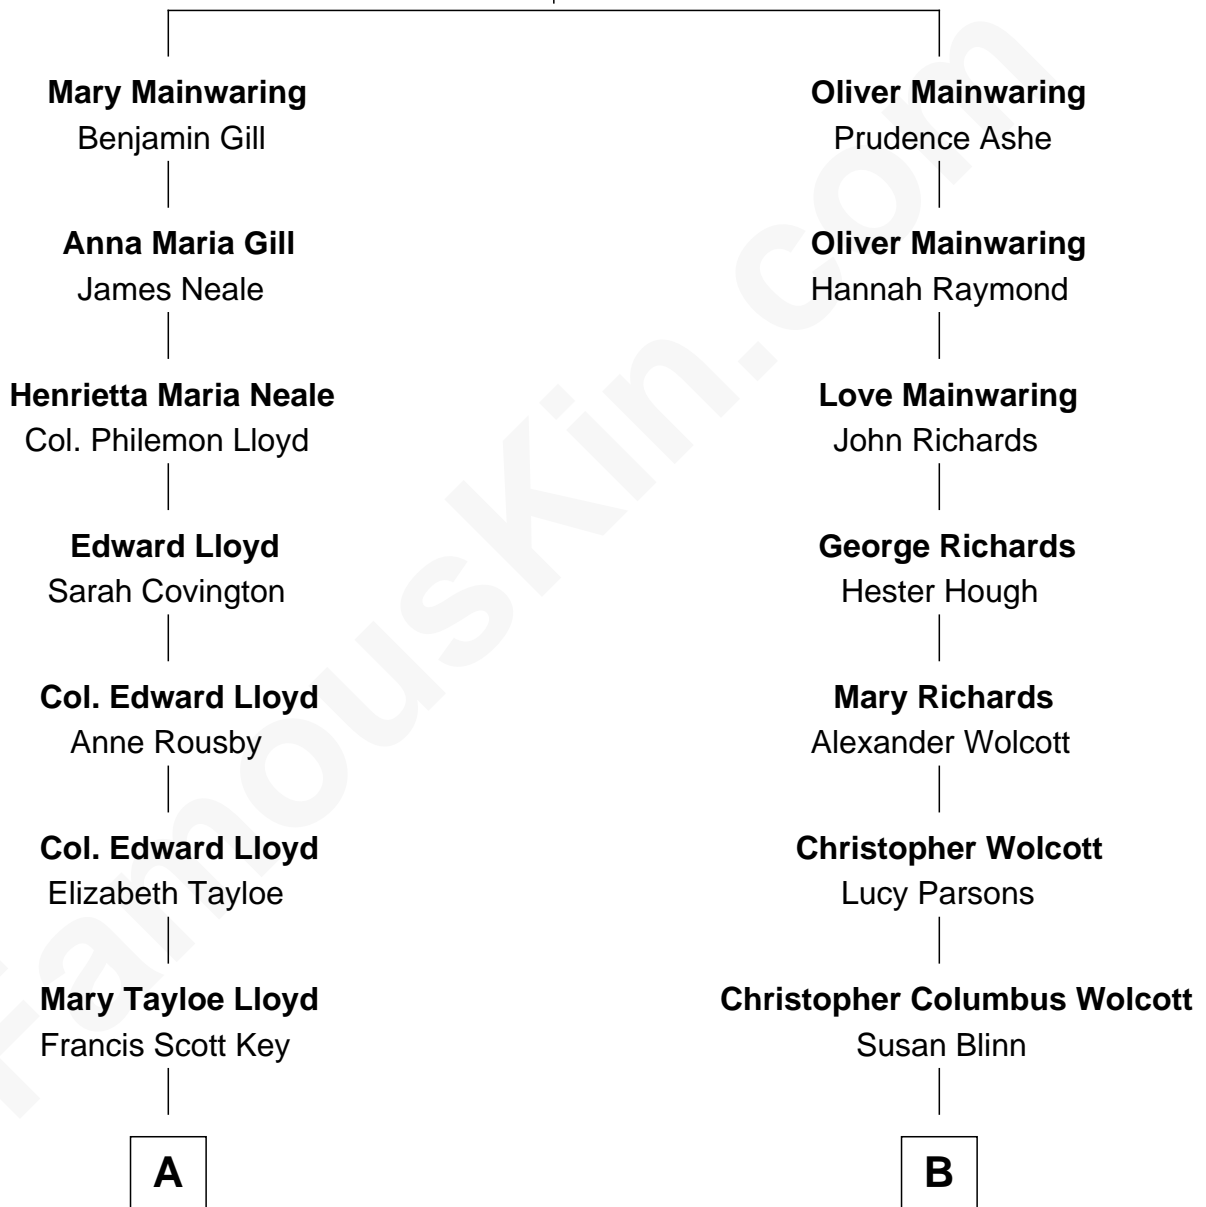 Mary Mainwaring
Benjamin Gill
Anna Maria Gill
James Neale
Henrietta Maria Neale
Col. Philemon Lloyd
Edward Lloyd
Sarah Covington
Col. Edward Lloyd
Anne Rousby
Col. Edward Lloyd
Elizabeth Tayloe
Mary Tayloe Lloyd
Francis Scott Key
A
Oliver Mainwaring
Prudence Ashe
Oliver Mainwaring
Hannah Raymond
Love Mainwaring
John Richards
George Richards
Hester Hough
Mary Richards
Alexander Wolcott
Christopher Wolcott
Lucy Parsons
Christopher Columbus Wolcott
Susan Blinn
B
FamousKin.com